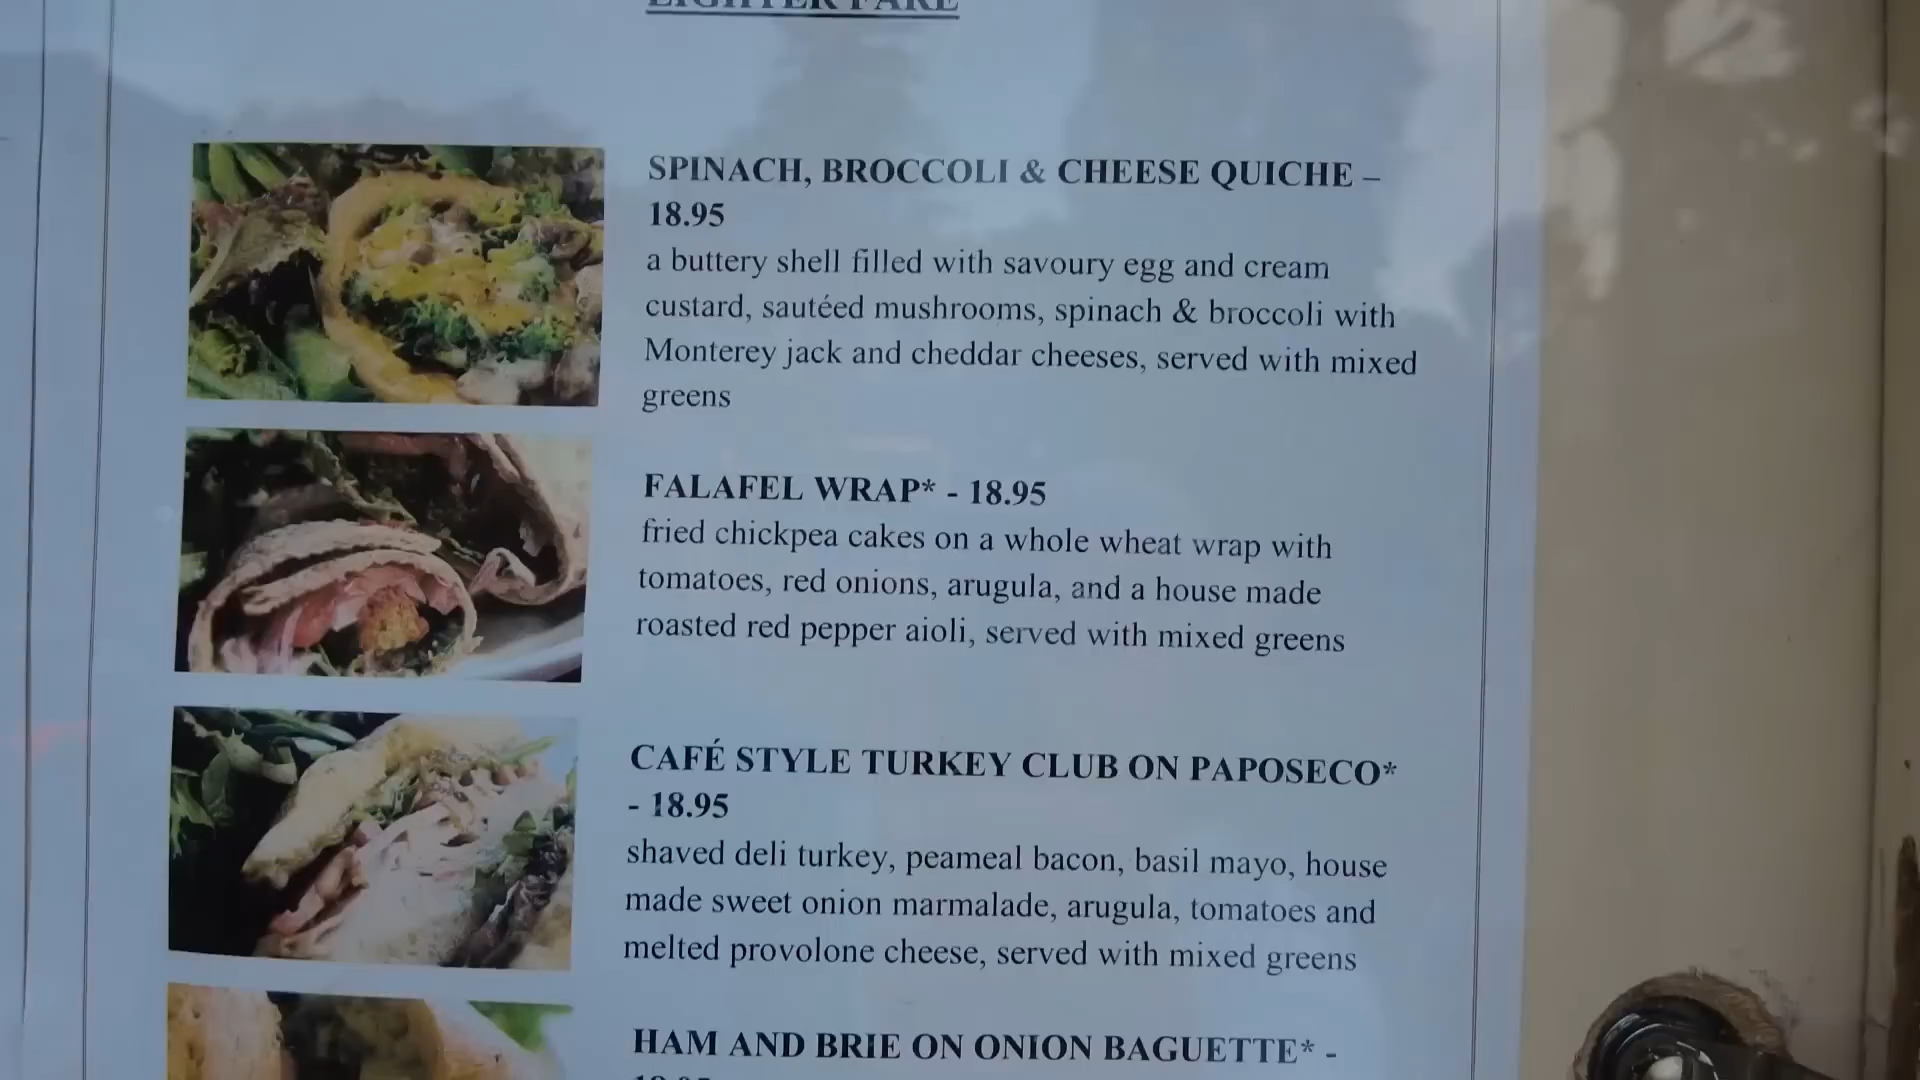 LIGHTER FARE
SPINACH, BROCCOLI & CHEESE QUICHE –
18.95
a buttery shell filled with savoury egg and cream
custard, sautéed mushrooms, spinach & broccoli with
Monterey jack and cheddar cheeses, served with mixed
greens
FALAFEL WRAP* - 18.95
fried chickpea cakes on a whole wheat wrap with
tomatoes, red onions, arugula, and a house made
roasted red pepper aioli, served with mixed greens
CAFÉ STYLE TURKEY CLUB ON PAPOSECO*
- 18.95
shaved deli turkey, peameal bacon, basil mayo, house
made sweet onion marmalade, arugula, tomatoes and
melted provolone cheese, served with mixed greens
HAM AND BRIE ON ONION BAGUETTE* -